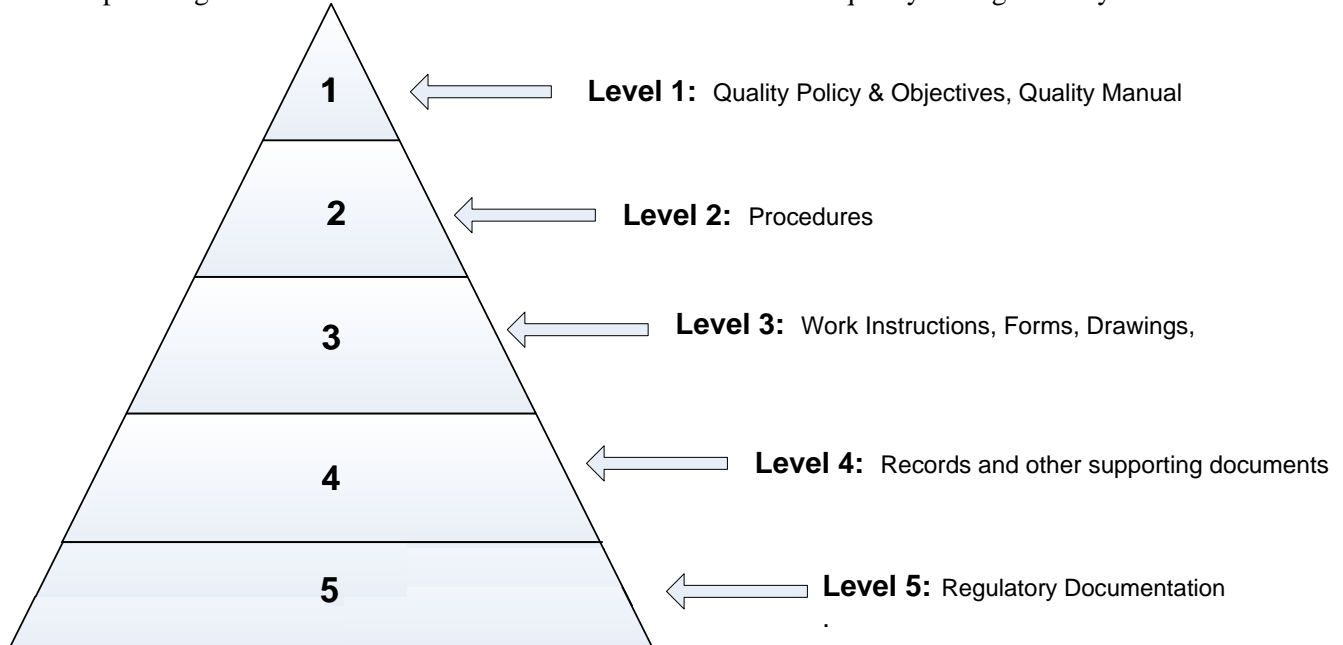 1
Level 1: Quality Policy & Objectives, Quality Manual
2
Level 2: Procedures
3
Level 3: Work Instructions, Forms, Drawings,
4
Level 4: Records and other supporting documents
5
Level 5: Regulatory Documentation
.